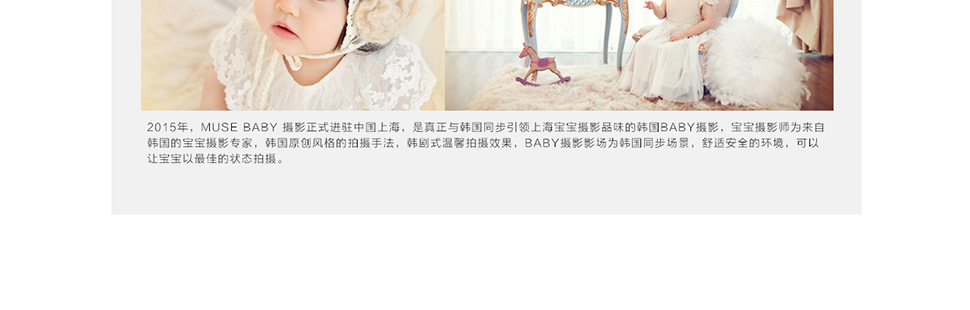 2015年，MUSE BABY 摄影正式进驻中国上海，是真正与韩国同步引领上海宝宝摄影品味的韩国BABY摄影，宝宝摄影师为来自
韩国的宝宝摄影专家，韩国原创风格的拍摄手法，韩剧式温馨拍摄效果，BABY摄影影场为韩国同步场景，舒适安全的环境，可以
让宝宝以最佳的状态拍摄。